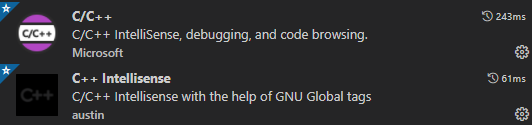 C/C++
243ms
C/C++
C/C++ IntelliSense, debugging, and code browsing.
Microsoft
C++ Intellisense
61ms
C++
C/C++ Intellisense with the help of GNU Global tags
austin